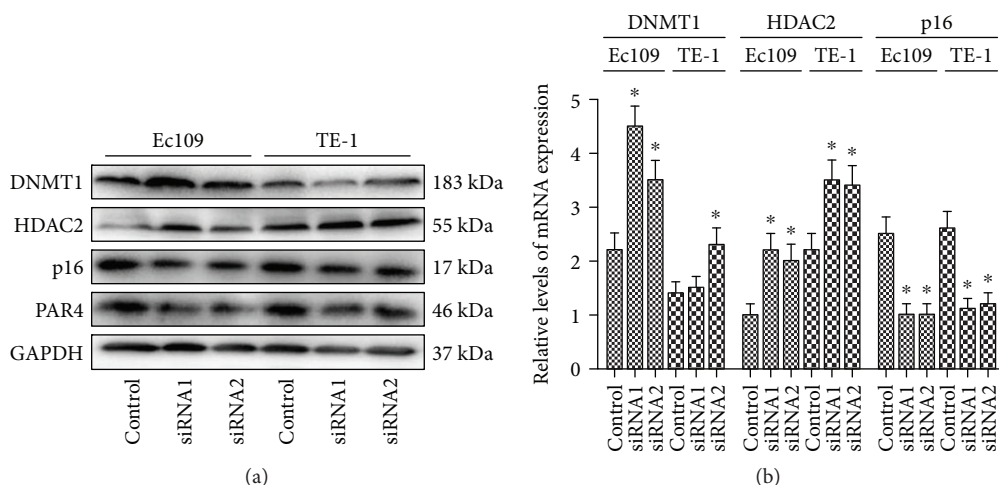 Ec109 TE-1
DNMT1 183 kDa
HDAC2 55 kDa
p16 17 kDa
PAR4 46 kDa
GAPDH 37 kDa
Control siRNA1 siRNA2 Control siRNA1 siRNA2
(a)
DNMT1 HDAC2 p16
Ec109 TE-1 Ec109 TE-1 Ec109 TE-1
Relative levels of mRNA expression
5
4
3
2
1
0
* * * * * * * * * * *
Control siRNA1 siRNA2 Control siRNA1 siRNA2 Control siRNA1 siRNA2 Control siRNA1 siRNA2 Control siRNA1 siRNA2 Control siRNA1 siRNA2
(b)